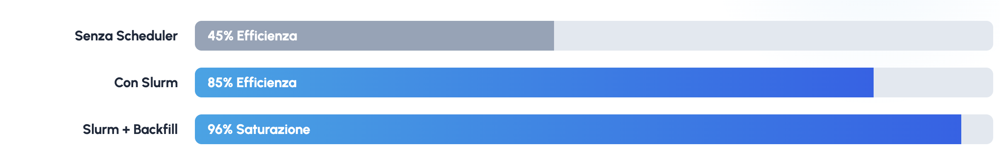 Senza Scheduler
45% Efficienza
Con Slurm
85% Efficienza
Slurm + Backfill
96% Saturazione